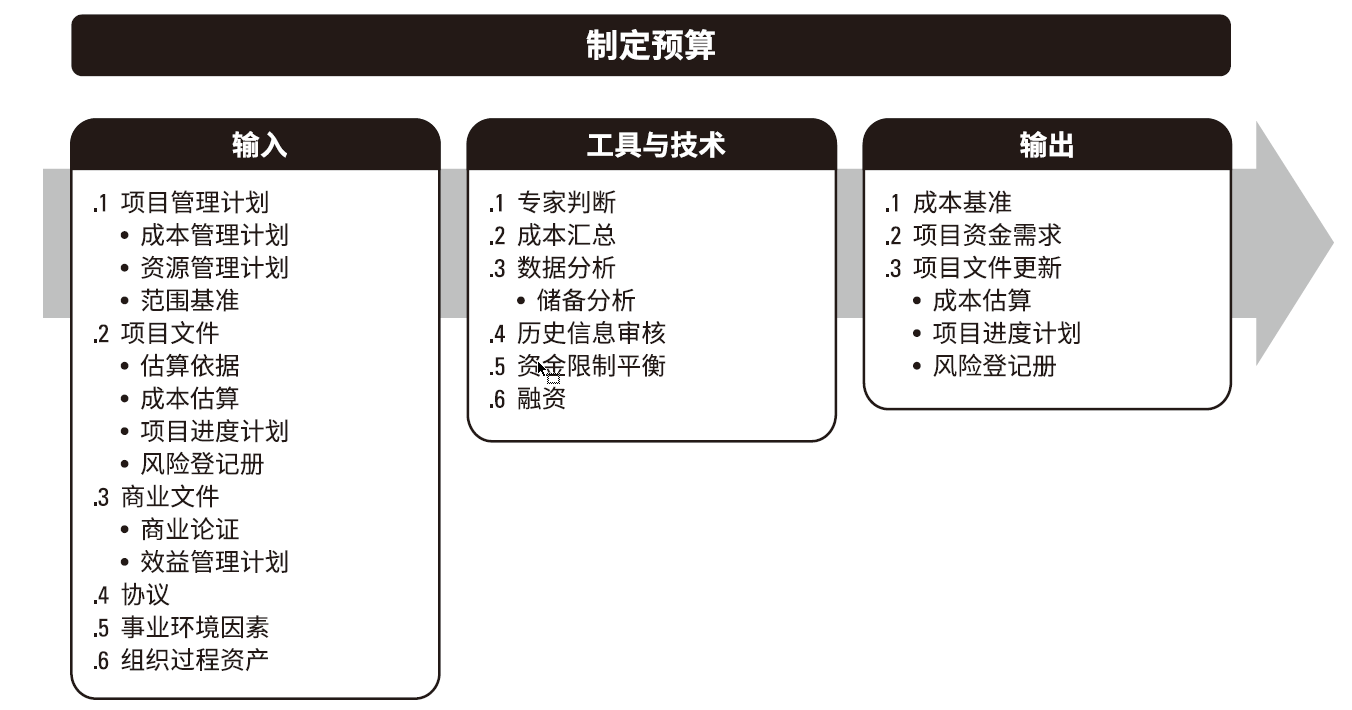 制定预算
输入
.1 项目管理计划
• 成本管理计划
• 资源管理计划
• 范围基准
.2 项目文件
• 估算依据
• 成本估算
• 项目进度计划
• 风险登记册
.3 商业文件
• 商业论证
• 效益管理计划
.4 协议
.5 事业环境因素
.6 组织过程资产
工具与技术
.1 专家判断
.2 成本汇总
.3 数据分析
• 储备分析
.4 历史信息审核
.5 资金限制平衡
.6 融资
输出
.1 成本基准
.2 项目资金需求
.3 项目文件更新
• 成本估算
• 项目进度计划
• 风险登记册